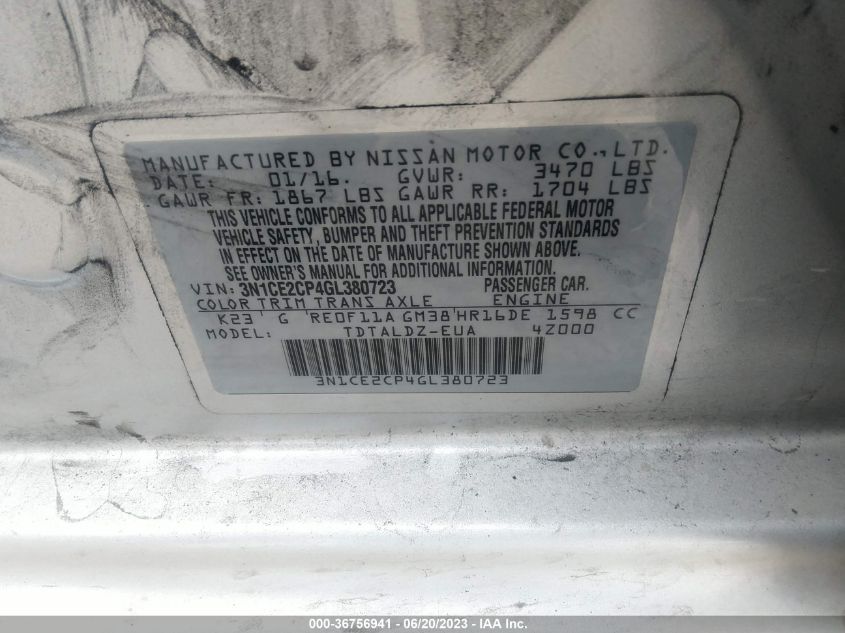 MANUFACTURED BY NISSAN MOTOR CO., LTD.
DATE: 01/16. GVWR: 3470 LBS
GAWR FR: 1867 LBS GAWR RR: 1704 LBS
THIS VEHICLE CONFORMS TO ALL APPLICABLE FEDERAL MOTOR
VEHICLE SAFETY, BUMPER AND THEFT PREVENTION STANDARDS
IN EFFECT ON THE DATE OF MANUFACTURE SHOWN ABOVE.
SEE OWNER'S MANUAL FOR ADDITIONAL INFORMATION.
VIN: 3N1CE2CP4GL380723 PASSENGER CAR.
COLOR TRIM TRANS AXLE ENGINE
K23 G RE0F11A GM38 HR16DE 1598 CC
MODEL: TDTALDZ-EUA 4Z000
3N1CE2CP4GL380723
000-36756941 - 06/20/2023 - IAA Inc.